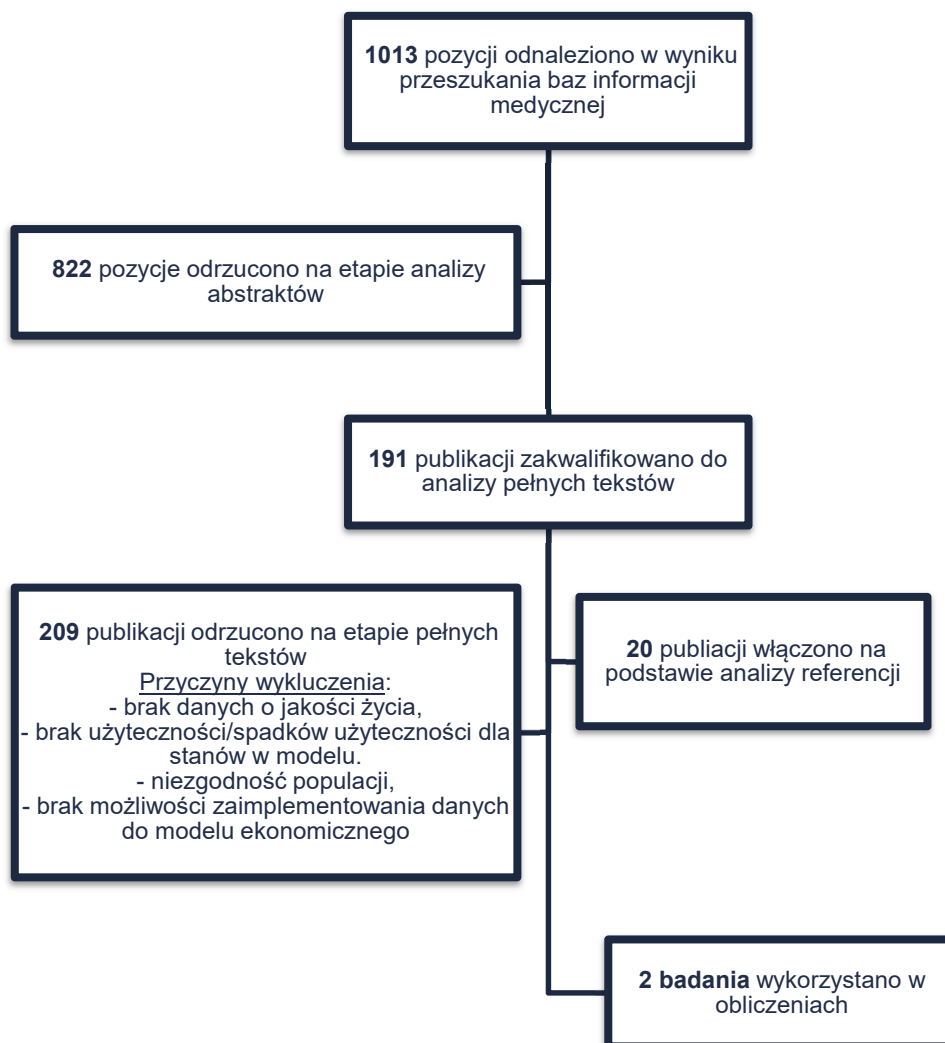 1013 pozycji odnaleziono w wyniku
przeszukania baz informacji
medycznej
822 pozycje odrzucono na etapie analizy
abstraktów
191 publikacji zakwalifikowano do
analizy pełnych tekstów
209 publikacji odrzucono na etapie pełnych
tekstów
Przyczyny wykluczenia:
- brak danych o jakości życia,
- brak użyteczności/spadków użyteczności dla
stanów w modelu.
- niezgodność populacji,
- brak możliwości zaimplementowania danych
do modelu ekonomicznego
20 publiacji włączono na
podstawie analizy referencji
2 badania wykorzystano w
obliczeniach